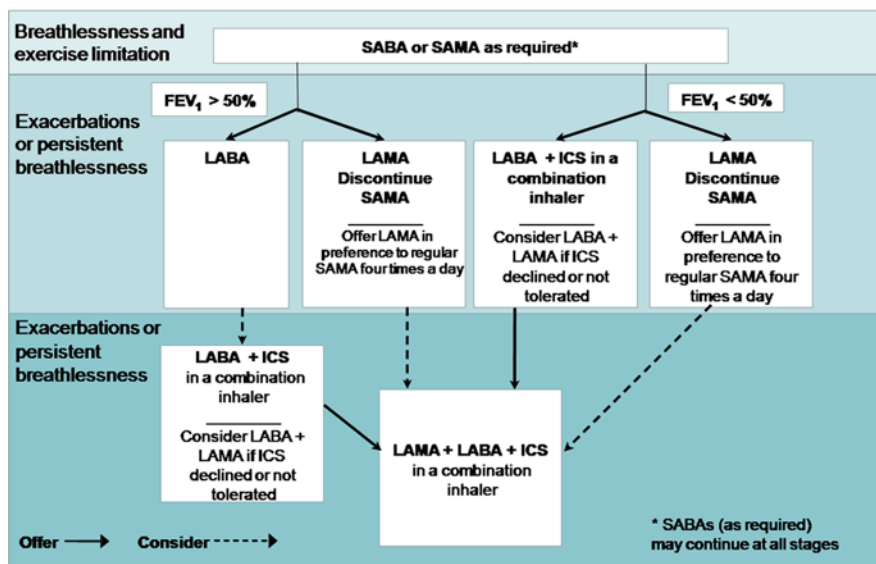 Breathlessness and
exercise limitation
SABA or SAMA as required*
FEV1 > 50%
FEV1 < 50%
Exacerbations
or persistent
breathlessness
LABA
LAMA
Discontinue
SAMA
Offer LAMA in
preference to regular
SAMA four times a day
LABA + ICS in a
combination
inhaler
Consider LABA +
LAMA if ICS
declined or not
tolerated
LAMA
Discontinue
SAMA
Offer LAMA in
preference to
regular SAMA four
times a day
Exacerbations or
persistent
breathlessness
LABA + ICS
in a combination
inhaler
Consider LABA +
LAMA if ICS
declined or not
tolerated
LAMA + LABA + ICS
in a combination
inhaler
Offer
Consider
* SABAs (as required)
may continue at all stages